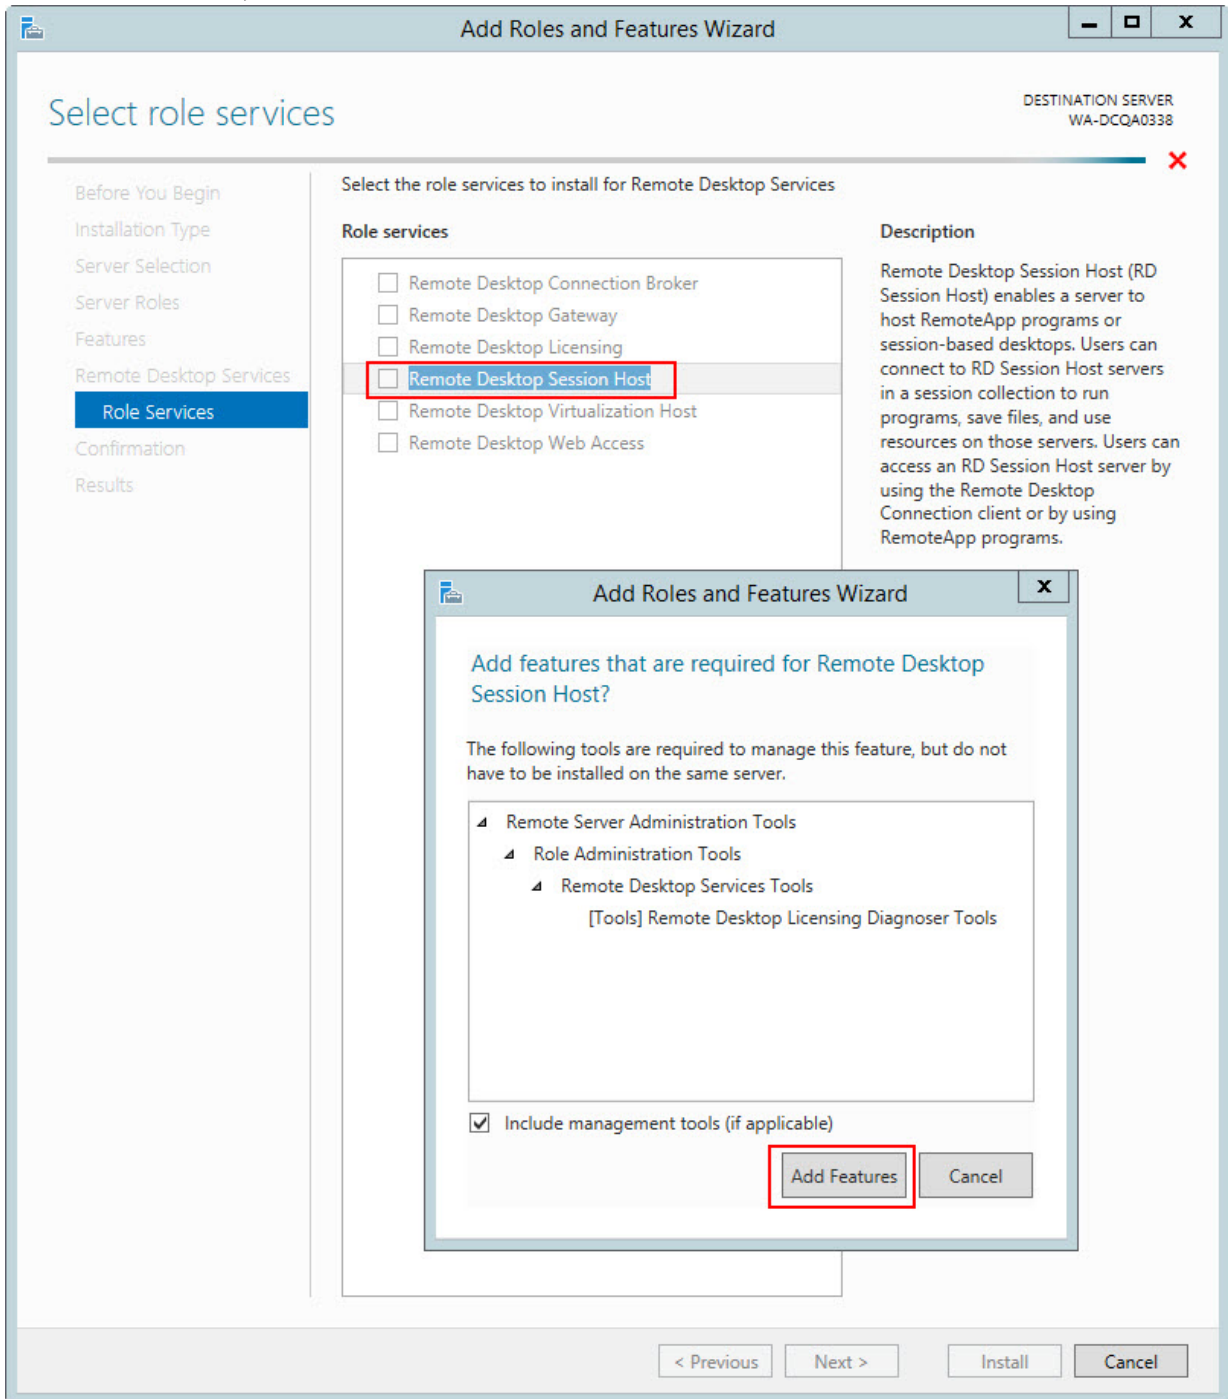 Add Roles and Features Wizard
Select role services
DESTINATION SERVER
WA-DCQA0338
Before You Begin
Installation Type
Server Selection
Server Roles
Features
Remote Desktop Services
Role Services
Confirmation
Results
Select the role services to install for Remote Desktop Services
Role services
Remote Desktop Connection Broker
Remote Desktop Gateway
Remote Desktop Licensing
Remote Desktop Session Host
Remote Desktop Virtualization Host
Remote Desktop Web Access
Description
Remote Desktop Session Host (RD
Session Host) enables a server to
host RemoteApp programs or
session-based desktops. Users can
connect to RD Session Host servers
in a session collection to run
programs, save files, and use
resources on those servers. Users can
access an RD Session Host server by
using the Remote Desktop
Connection client or by using
RemoteApp programs.
Add Roles and Features Wizard
Add features that are required for Remote Desktop
Session Host?
The following tools are required to manage this feature, but do not
have to be installed on the same server.
Remote Server Administration Tools
Role Administration Tools
Remote Desktop Services Tools
[Tools] Remote Desktop Licensing Diagnoser Tools
Include management tools (if applicable)
Add Features
Cancel
< Previous
Next >
Install
Cancel